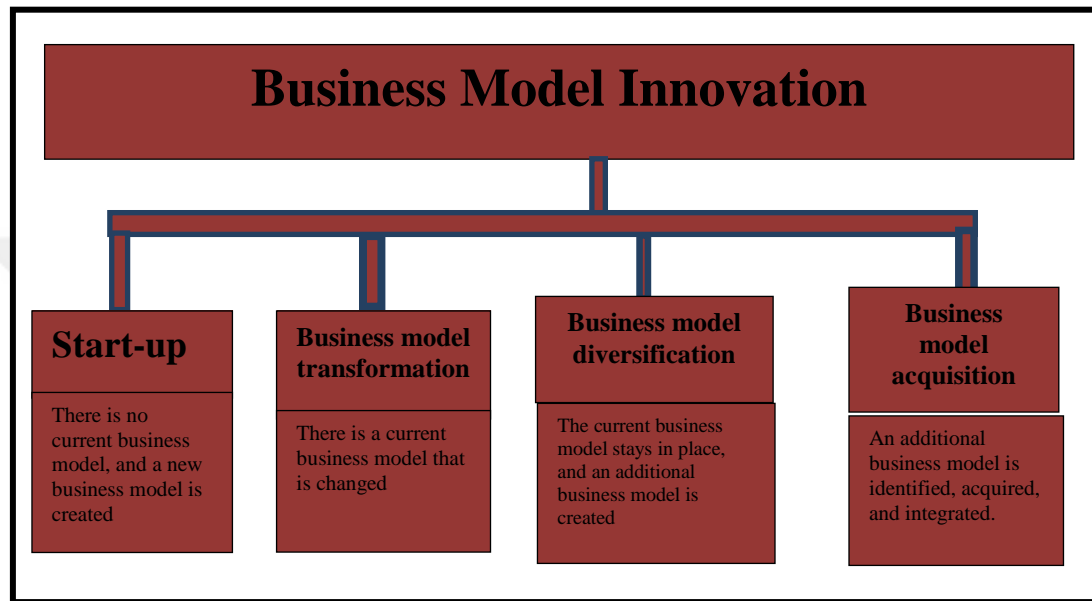 Business Model Innovation
Start-up
There is no
current business
model, and a new
business model is
created
Business model
transformation
There is a current
business model that
is changed
Business model
diversification
The current business
model stays in place,
and an additional
business model is
created
Business
model
acquisition
An additional
business model is
identified, acquired,
and integrated.